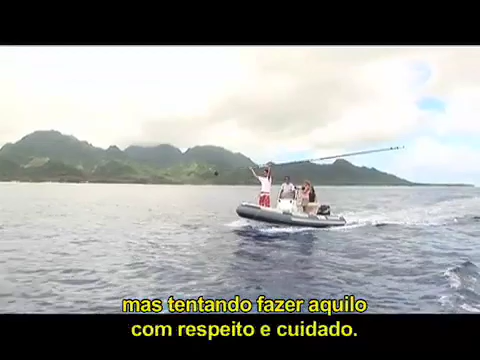 mas tentando fazer aquilo
com respeito e cuidado.